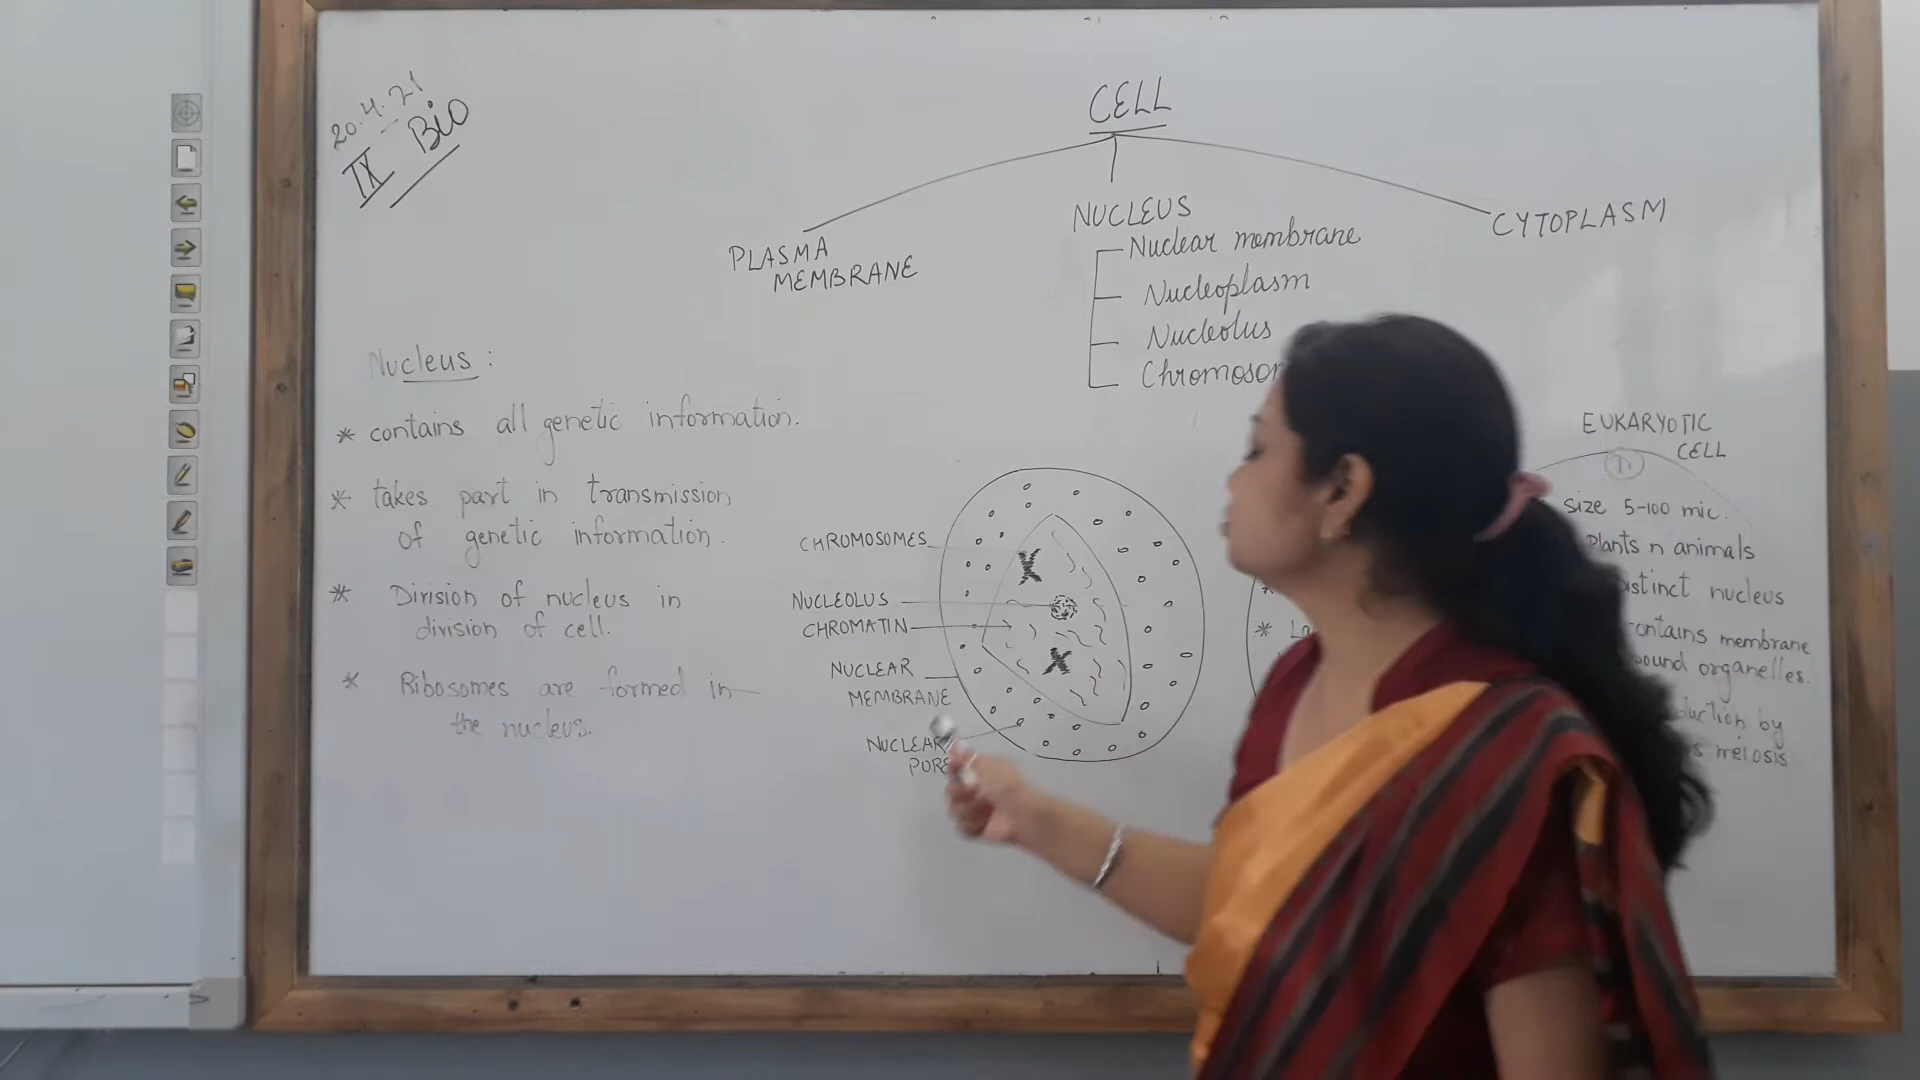 20.4.21
IX Bio
CELL
PLASMA
MEMBRANE
NUCLEUS
Nuclear membrane
Nucleoplasm
Nucleolus
CYTOPLASM
Nucleus :
* contains all genetic information.
* takes part in transmission
of genetic information.
* Division of nucleus in
division of cell.
* Ribosomes are formed in
the nucleus.
CHROMOSOMES
NUCLEOLUS
CHROMATIN
NUCLEAR
MEMBRANE
NUCLEAR
PORE
EUKARYOTIC
CELL
size 5-100 mic.
Plants n animals
nucleus
membrane
organelles.
by
meiosis